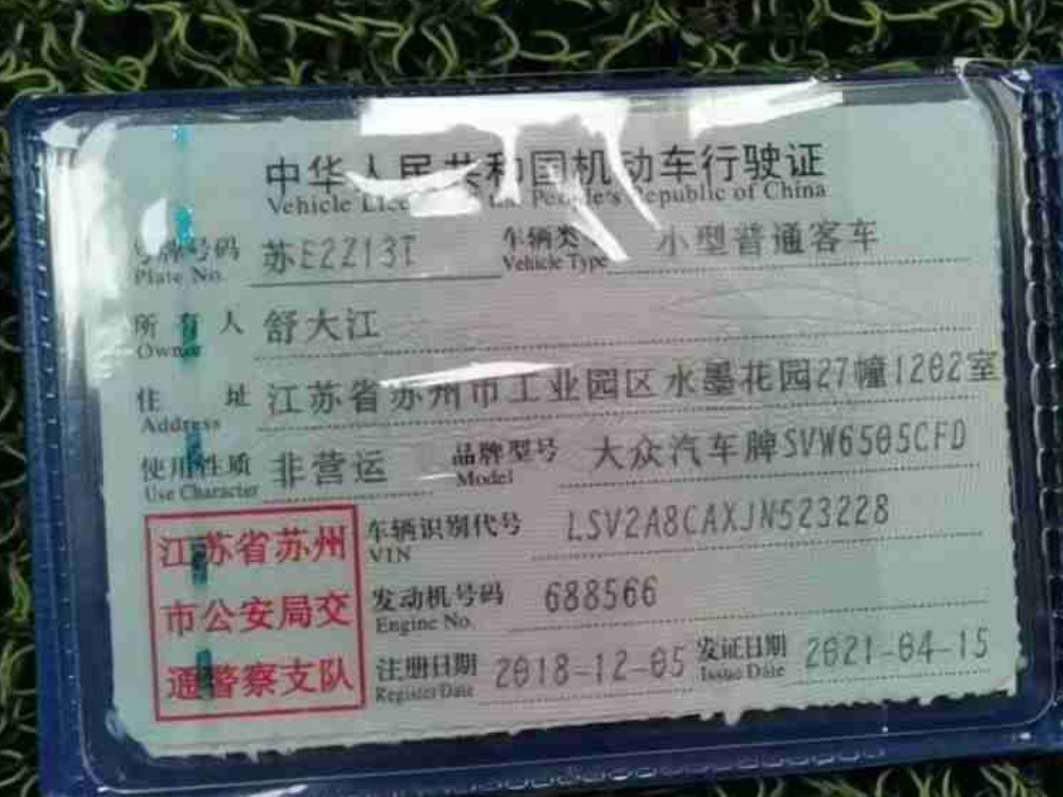 中华人民共和国机动车行驶证
Vehicle License of the People's Republic of China
号牌号码 苏E2Z13T 车辆类型 小型普通客车
Plate No. Vehicle Type
所有人 舒大江
Owner
住址 江苏省苏州市工业园区水墨花园27幢1202室
Address
使用性质 非营运 品牌型号 大众汽车牌SVW6505CFD
Use Character Model
江苏省苏州 车辆识别代号 LSV2A8CAXJN523228
VIN
市公安局交 发动机号码 688566
Engine No.
通警察支队 注册日期 2018-12-05 发证日期 2021-04-15
Register Date Issue Date